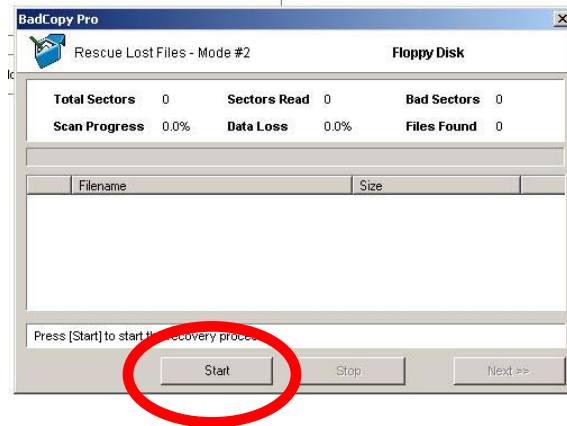 BadCopy Pro
Rescue Lost Files - Mode #2 Floppy Disk
Total Sectors 0 Sectors Read 0 Bad Sectors 0
Scan Progress 0.0% Data Loss 0.0% Files Found 0
Filename Size
Press [Start] to start the recovery proces
Start Stop Next >>